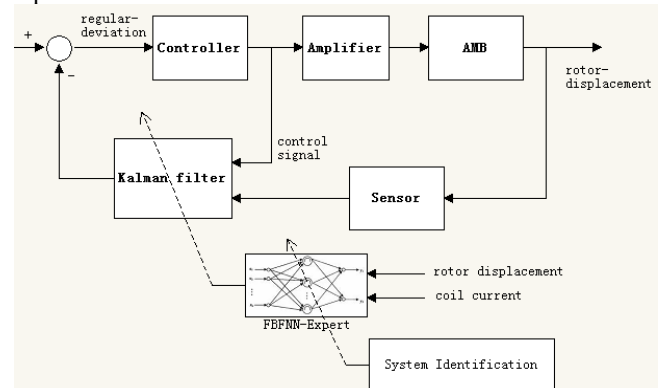 regular-
deviation
+
Controller
Amplifier
AMB
-
rotor-
displacement
control
signal
Kalman filter
Sensor
rotor displacement
coil current
FBFNN-Expert
System Identification